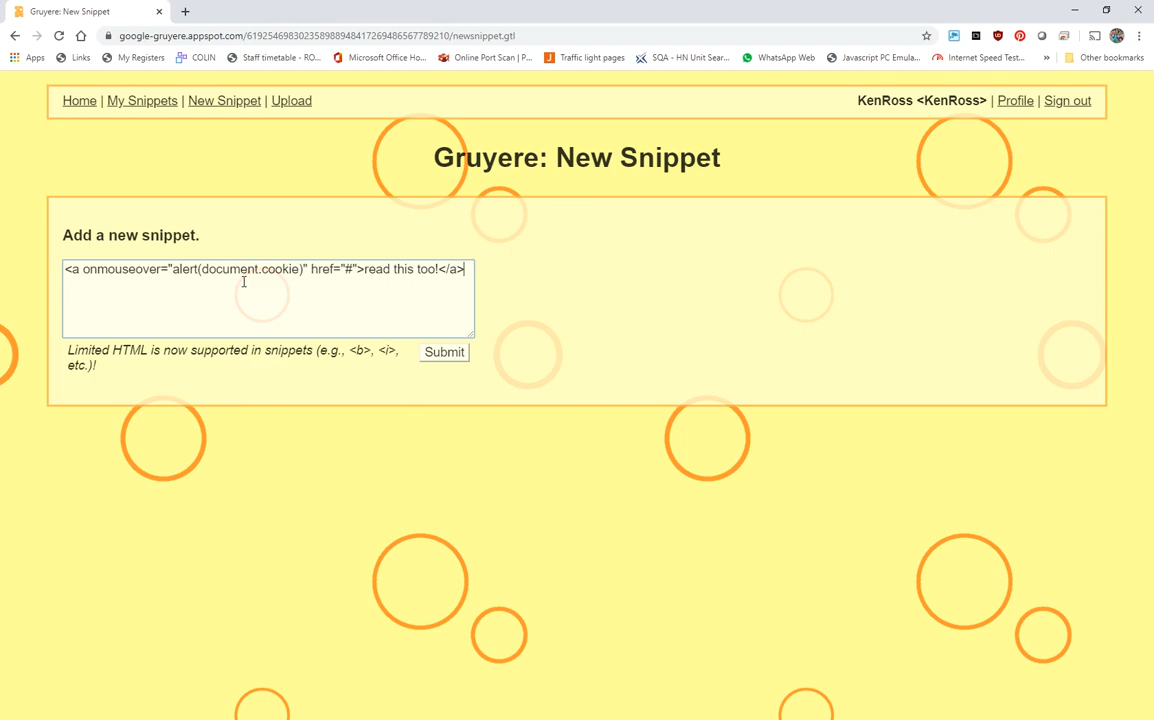 Gruyere: New Snippet
google-gruyere.appspot.com/619254698302358988948417269486567789210/newsnippet.gtl
Apps Links My Registers COLIN Staff timetable - RO... Microsoft Office Ho... Online Port Scan | P... Traffic light pages SQA - HN Unit Sear... WhatsApp Web Javascript PC Emula... Internet Speed Test... » Other bookmarks
Home | My Snippets | New Snippet | Upload KenRoss <KenRoss> | Profile | Sign out
Gruyere: New Snippet
Add a new snippet.
<a onmouseover="alert(document.cookie)" href="#">read this too!</a>
Limited HTML is now supported in snippets (e.g., <b>, <i>,
etc.)!
Submit